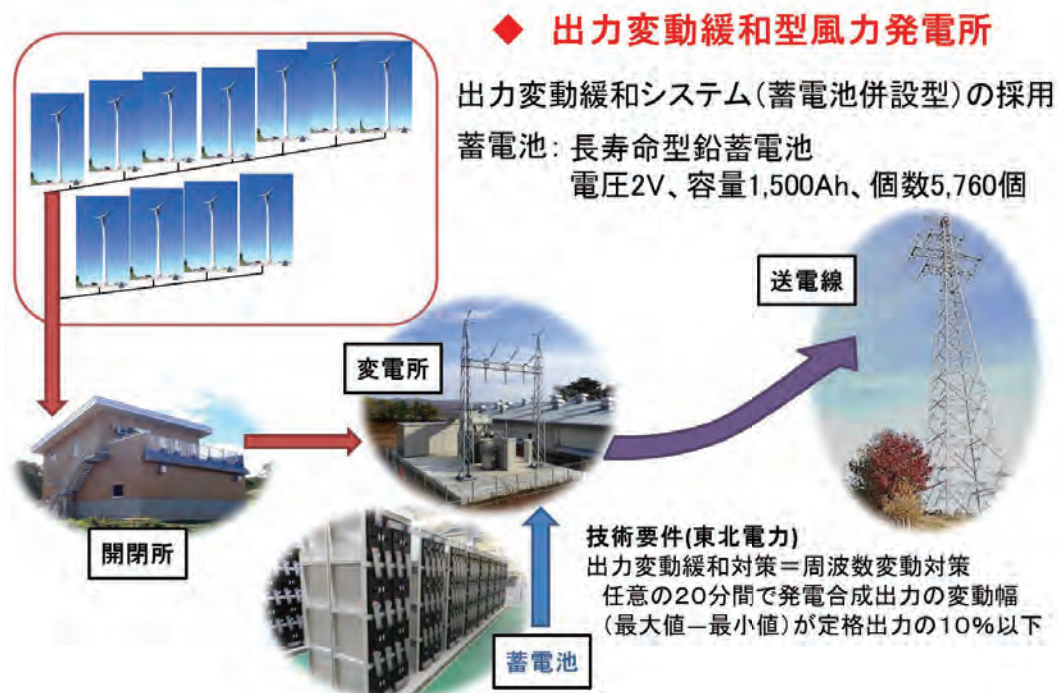 ◆ 出力変動緩和型風力発電所
出力変動緩和システム(蓄電池併設型)の採用
蓄電池: 長寿命型鉛蓄電池
電圧2V、容量1,500Ah、個数5,760個
送電線
変電所
開閉所
技術要件(東北電力)
出力変動緩和対策＝周波数変動対策
任意の20分間で発電合成出力の変動幅
(最大値―最小値)が定格出力の10%以下
蓄電池